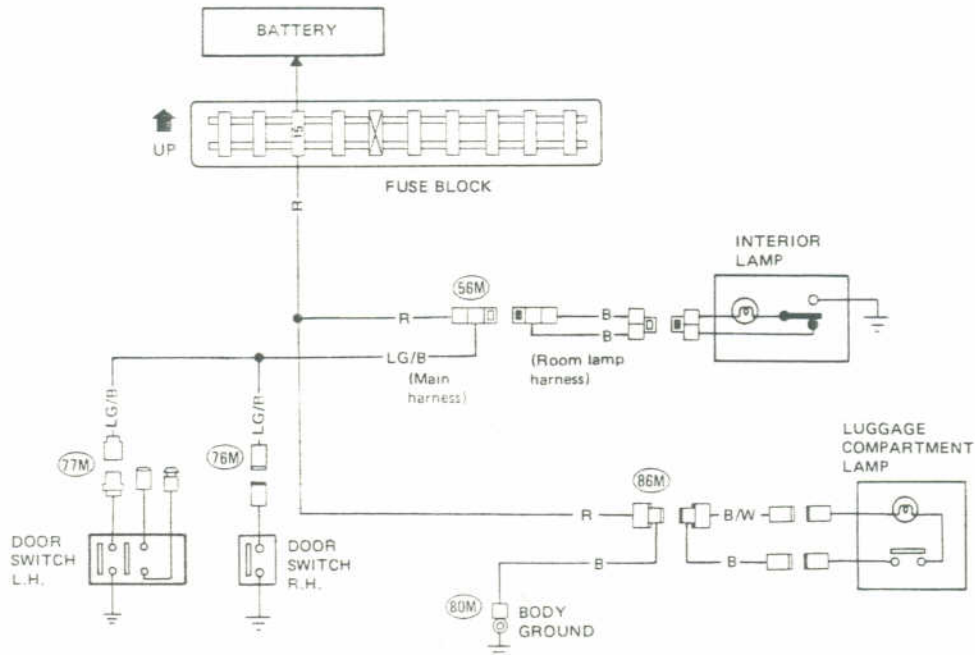 BATTERY
UP
15
FUSE BLOCK
R
INTERIOR
LAMP
56M
R
B
B
LG/B
(Main
harness)
(Room lamp
harness)
LG/B
LG/B
77M
76M
LUGGAGE
COMPARTMENT
LAMP
86M
R
B/W
B
B
DOOR
SWITCH
L.H.
DOOR
SWITCH
R.H.
80M
BODY
GROUND